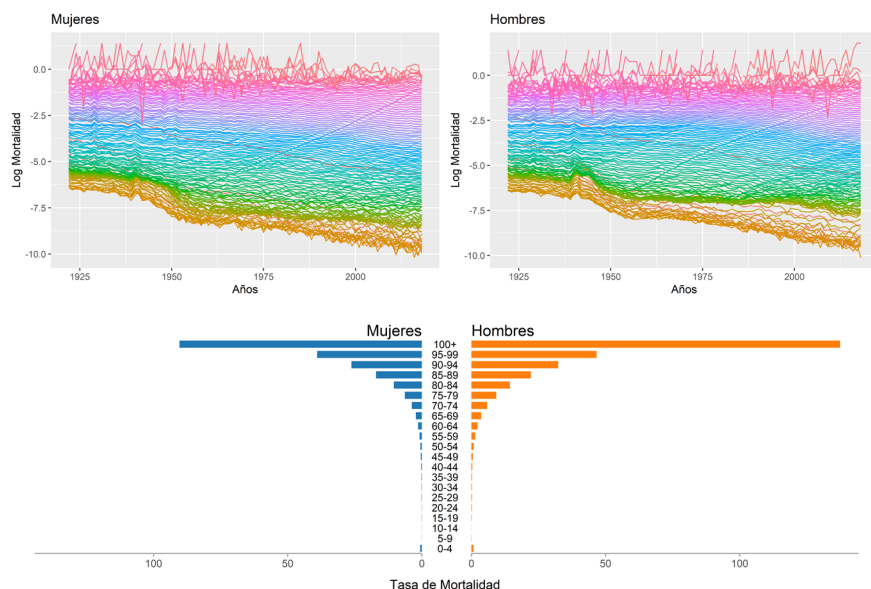 Mujeres
0.0
-2.5
-5.0
-7.5
-10.0
Log Mortalidad
1925 1950 1975 2000
Años
Hombres
0.0
-2.5
-5.0
-7.5
-10.0
Log Mortalidad
1925 1950 1975 2000
Años
Mujeres Hombres
100+
95-99
90-94
85-89
80-84
75-79
70-74
65-69
60-64
55-59
50-54
45-49
40-44
35-39
30-34
25-29
20-24
15-19
10-14
5-9
0-4
100 50 0 0 50 100
Tasa de Mortalidad